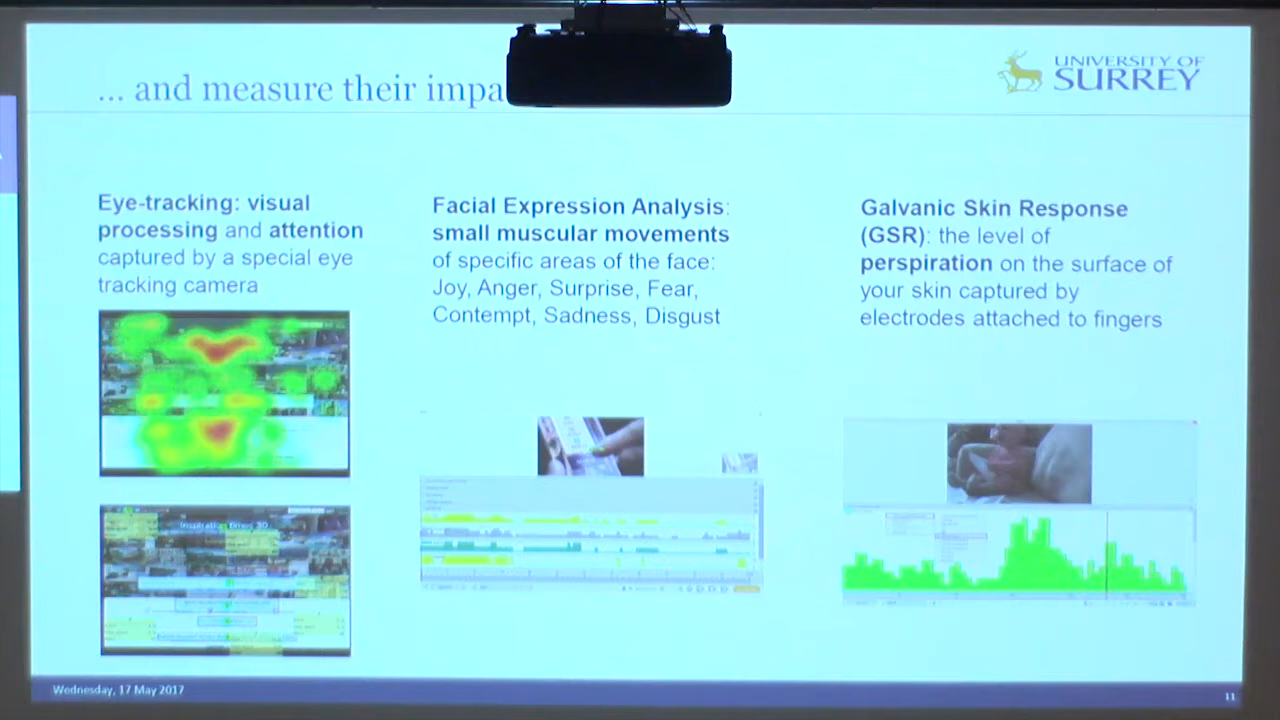 ... and measure their impa
UNIVERSITY OF
SURREY
Eye-tracking: visual
processing and attention
captured by a special eye
tracking camera
Facial Expression Analysis:
small muscular movements
of specific areas of the face:
Joy, Anger, Surprise, Fear,
Contempt, Sadness, Disgust
Galvanic Skin Response
(GSR): the level of
perspiration on the surface of
your skin captured by
electrodes attached to fingers
Inspiration times 30
Wednesday, 17 May 2017
11